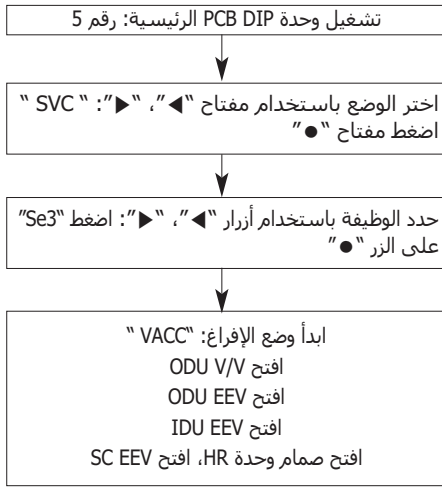 تشغيل وحدة PCB DIP الرئيسية: رقم 5
اختر الوضع باستخدام مفتاح “◀”، “▶”: “ SVC “
اضغط مفتاح “●”
حدد الوظيفة باستخدام أزرار “◀”، “▶”: اضغط “Se3”
على الزر “●”
ابدأ وضع الإفراغ: “VACC “
افتح ODU V/V
افتح ODU EEV
افتح IDU EEV
افتح صمام وحدة HR، افتح SC EEV